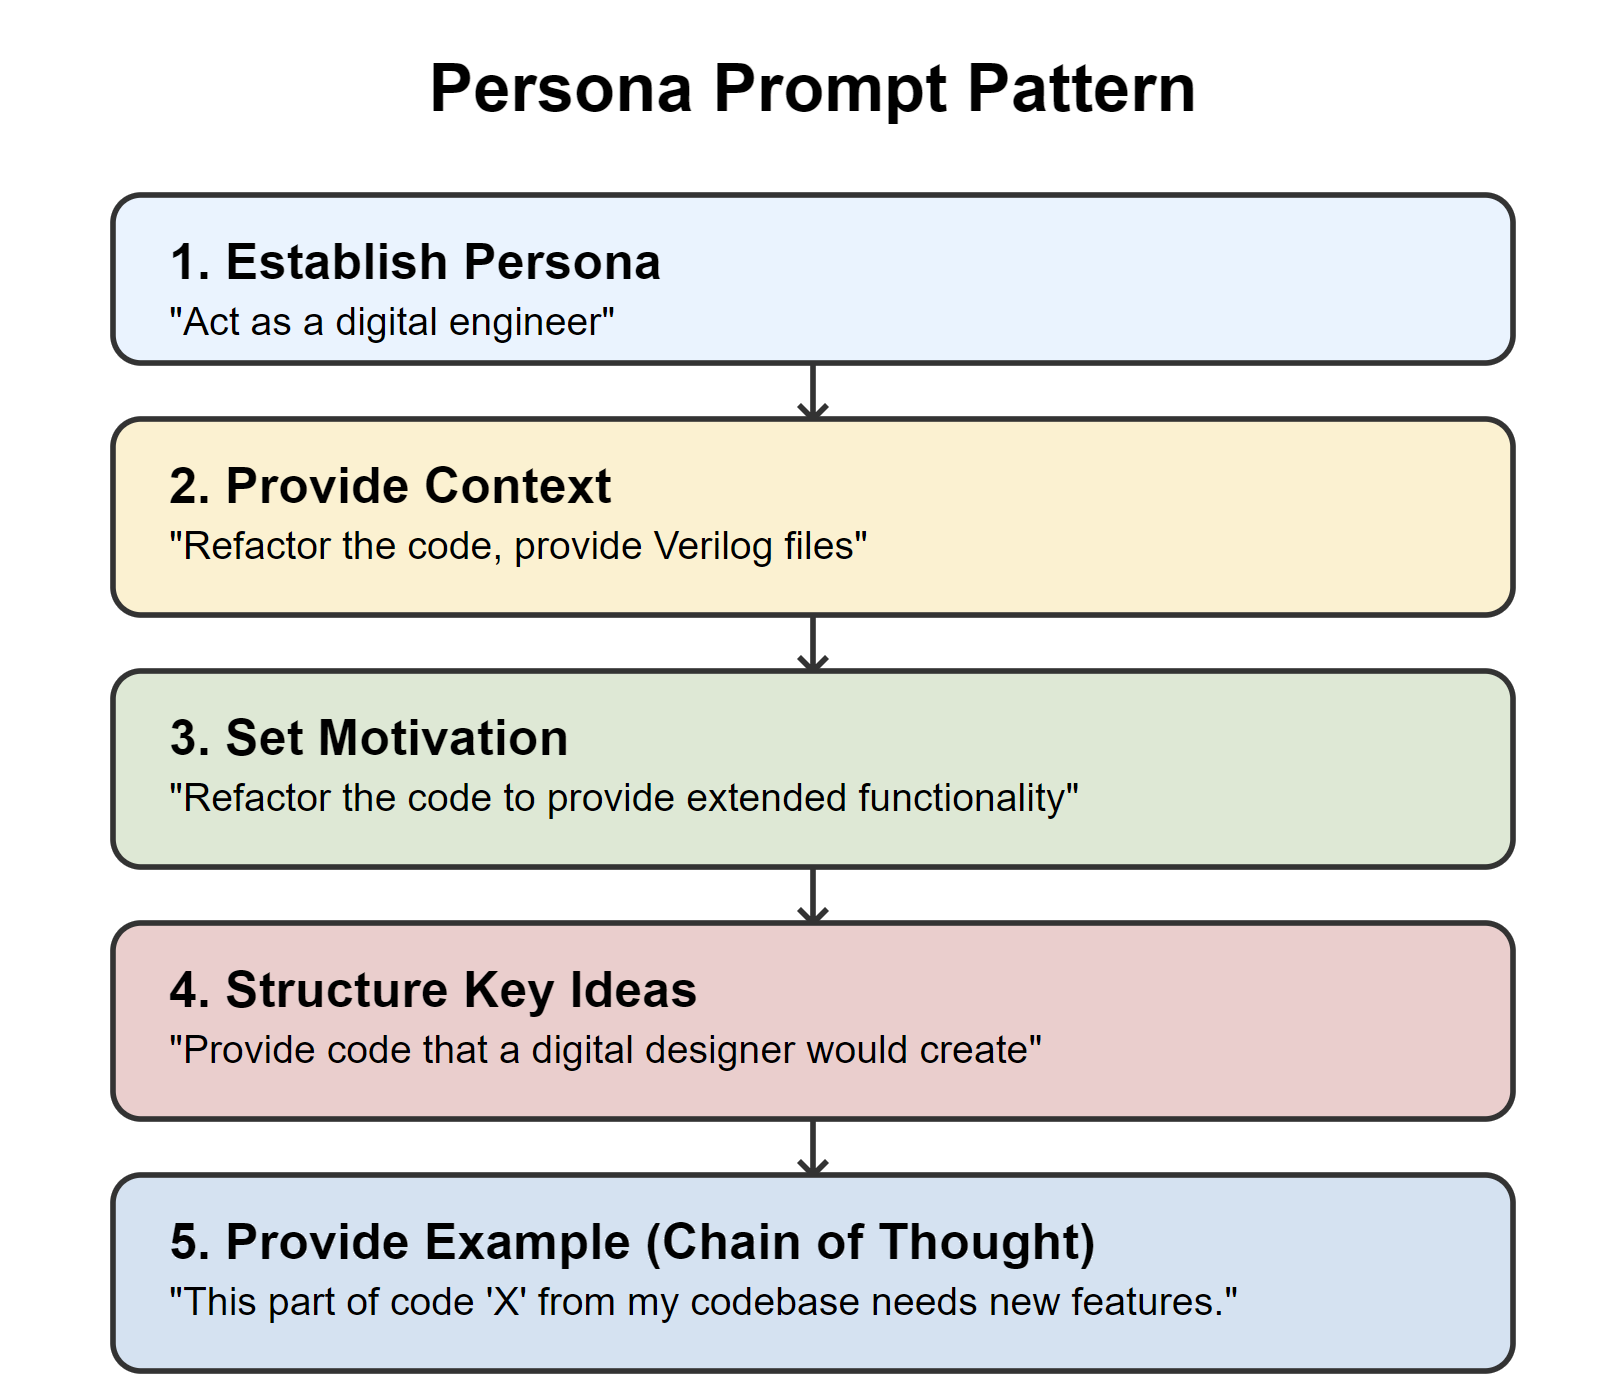 Persona Prompt Pattern
1. Establish Persona
"Act as a digital engineer"
2. Provide Context
"Refactor the code, provide Verilog files"
3. Set Motivation
"Refactor the code to provide extended functionality"
4. Structure Key Ideas
"Provide code that a digital designer would create"
5. Provide Example (Chain of Thought)
"This part of code 'X' from my codebase needs new features."